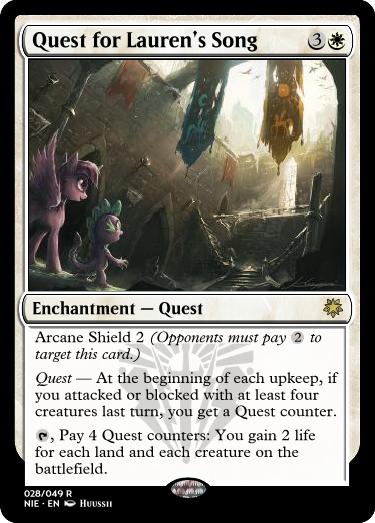 Quest for Lauren's Song 3
Enchantment — Quest
Arcane Shield 2 (Opponents must pay 2 to
target this card.)
Quest — At the beginning of each upkeep, if
you attacked or blocked with at least four
creatures last turn, you get a Quest counter.
, Pay 4 Quest counters: You gain 2 life
for each land and each creature on the
battlefield.
028/049 R
NIE • EN Huussii